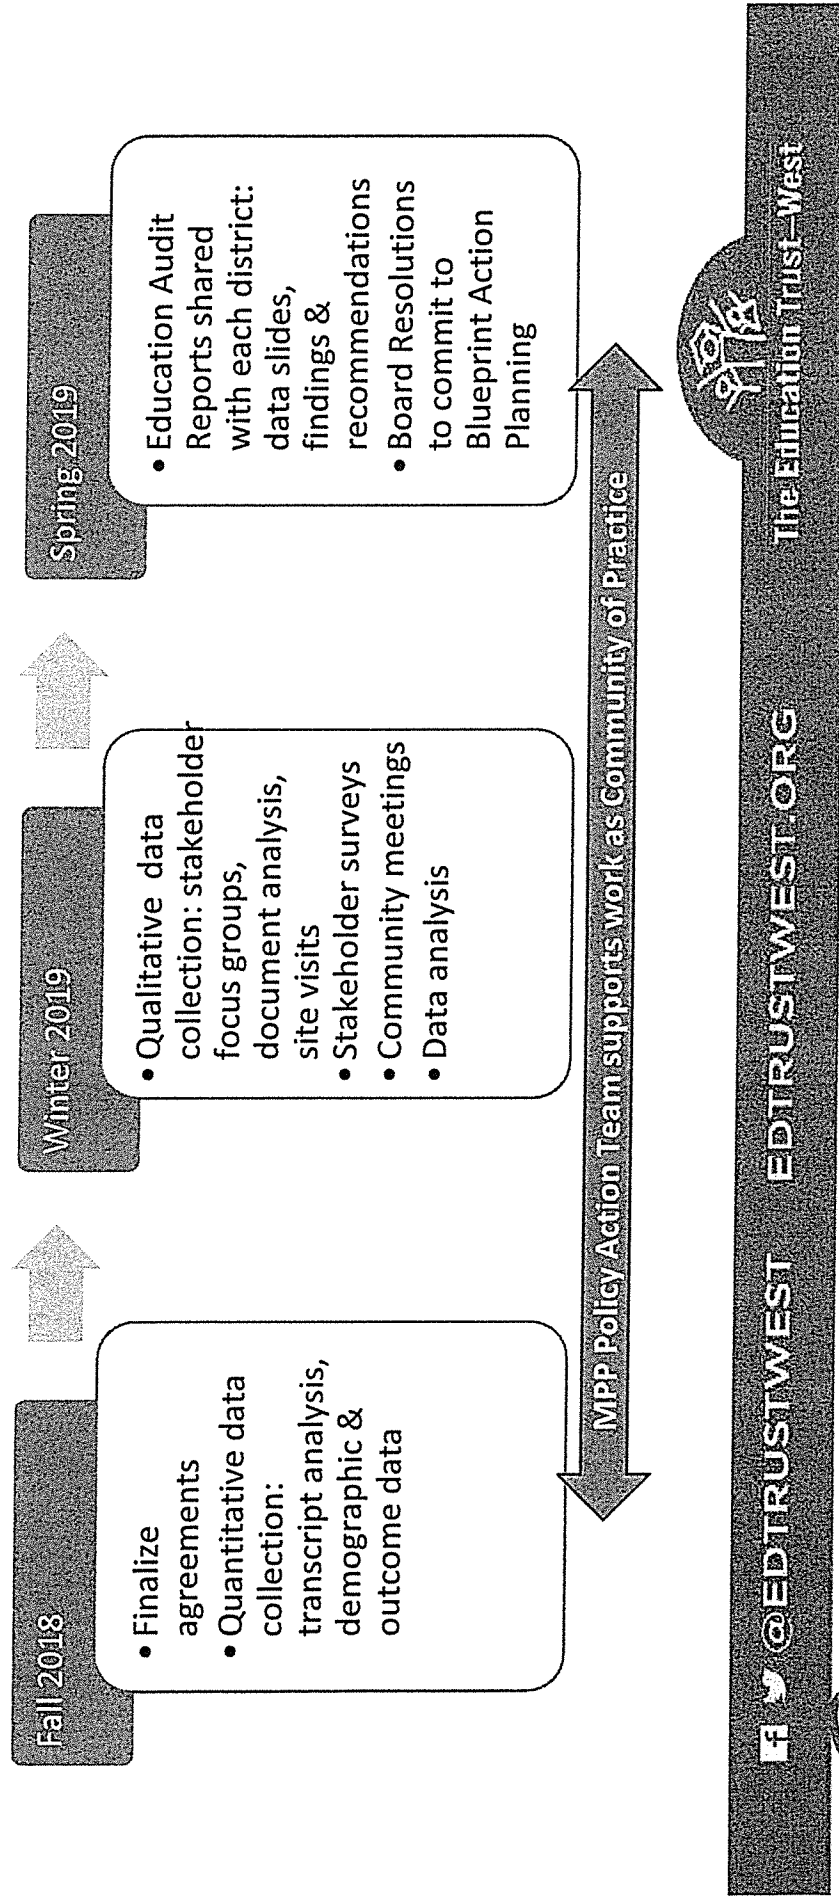 Fall 2018
• Finalize
agreements
• Quantitative data
collection:
transcript analysis,
demographic &
outcome data
Winter 2019
• Qualitative data
collection: stakeholder
focus groups,
document analysis,
site visits
• Stakeholder surveys
• Community meetings
• Data analysis
Spring 2019
• Education Audit
Reports shared
with each district:
data slides,
findings &
recommendations
• Board Resolutions
to commit to
Blueprint Action
Planning
MPP Policy Action Team supports work as Community of Practice
@EDTRUSTWEST EDTRUSTWEST.ORG
The Education Trust–West